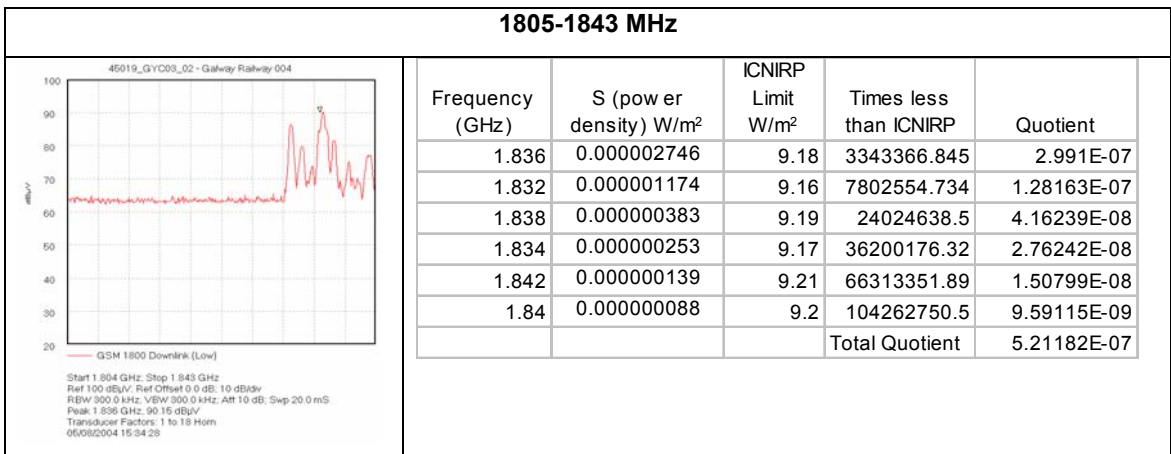 1805-1843 MHz
45019_GYC03_02 - Galway Railway 004
100
90
80
70
60
50
40
30
20
dBµV
GSM 1800 Downlink (Low)
Start 1.804 GHz; Stop 1.843 GHz
Ref 100 dBµV; Ref Offset 0.0 dB; 10 dB/div
RBW 300.0 kHz; VBW 300.0 kHz; Att 10 dB; Swp 20.0 mS
Peak 1.836 GHz, 90.15 dBµV
Transducer Factors: 1 to 18 Horn
05/08/2004 15:34:28
Frequency (GHz) S (pow er density) W/m² ICNIRP Limit W/m² Times less than ICNIRP Quotient
1.836 0.000002746 9.18 3343366.845 2.991E-07
1.832 0.000001174 9.16 7802554.734 1.28163E-07
1.838 0.000000383 9.19 24024638.5 4.16239E-08
1.834 0.000000253 9.17 36200176.32 2.76242E-08
1.842 0.000000139 9.21 66313351.89 1.50799E-08
1.84 0.000000088 9.2 104262750.5 9.59115E-09
Total Quotient 5.21182E-07